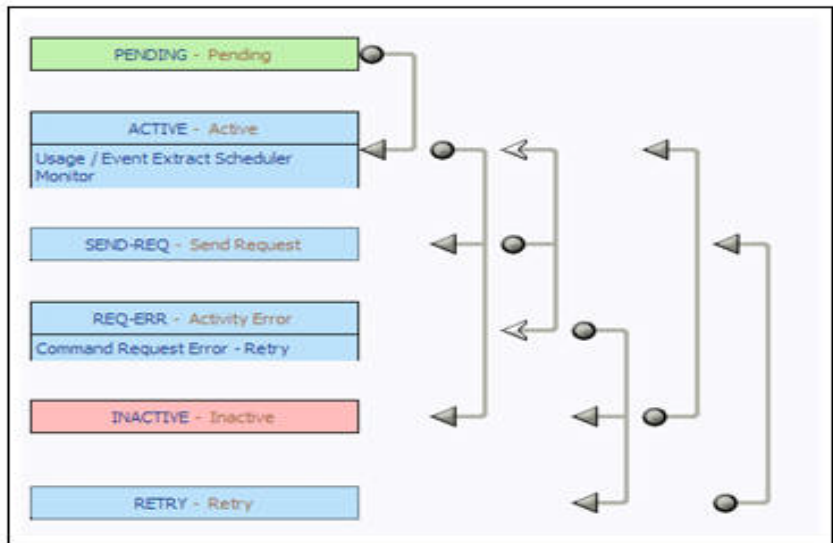 PENDING - Pending
ACTIVE - Active
Usage / Event Extract Scheduler
Monitor
SEND-REQ - Send Request
REQ-ERR - Activity Error
Command Request Error - Retry
INACTIVE - Inactive
RETRY - Retry